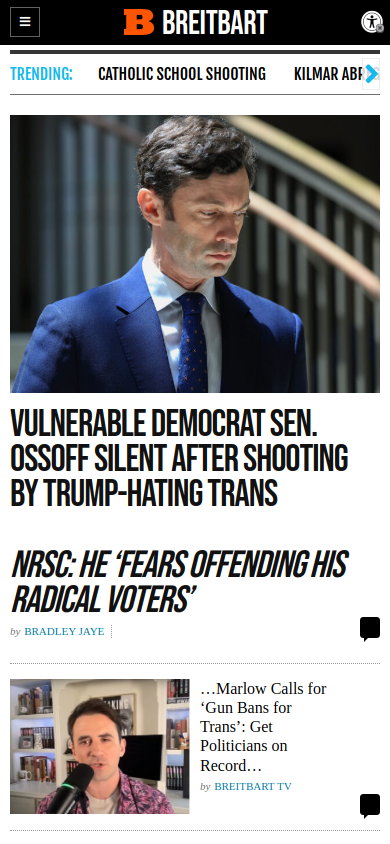 BREITBART
TRENDING:
CATHOLIC SCHOOL SHOOTING
KILMAR
VULNERABLE DEMOCRAT SEN.
OSSOFF SILENT AFTER SHOOTING
BY TRUMP-HATING TRANS
NRSC: HE ‘FEARS OFFENDING HIS
RADICAL VOTERS’
by BRADLEY JAYE
…Marlow Calls for
‘Gun Bans for
Trans’: Get
Politicians on
Record…
by BREITBART TV